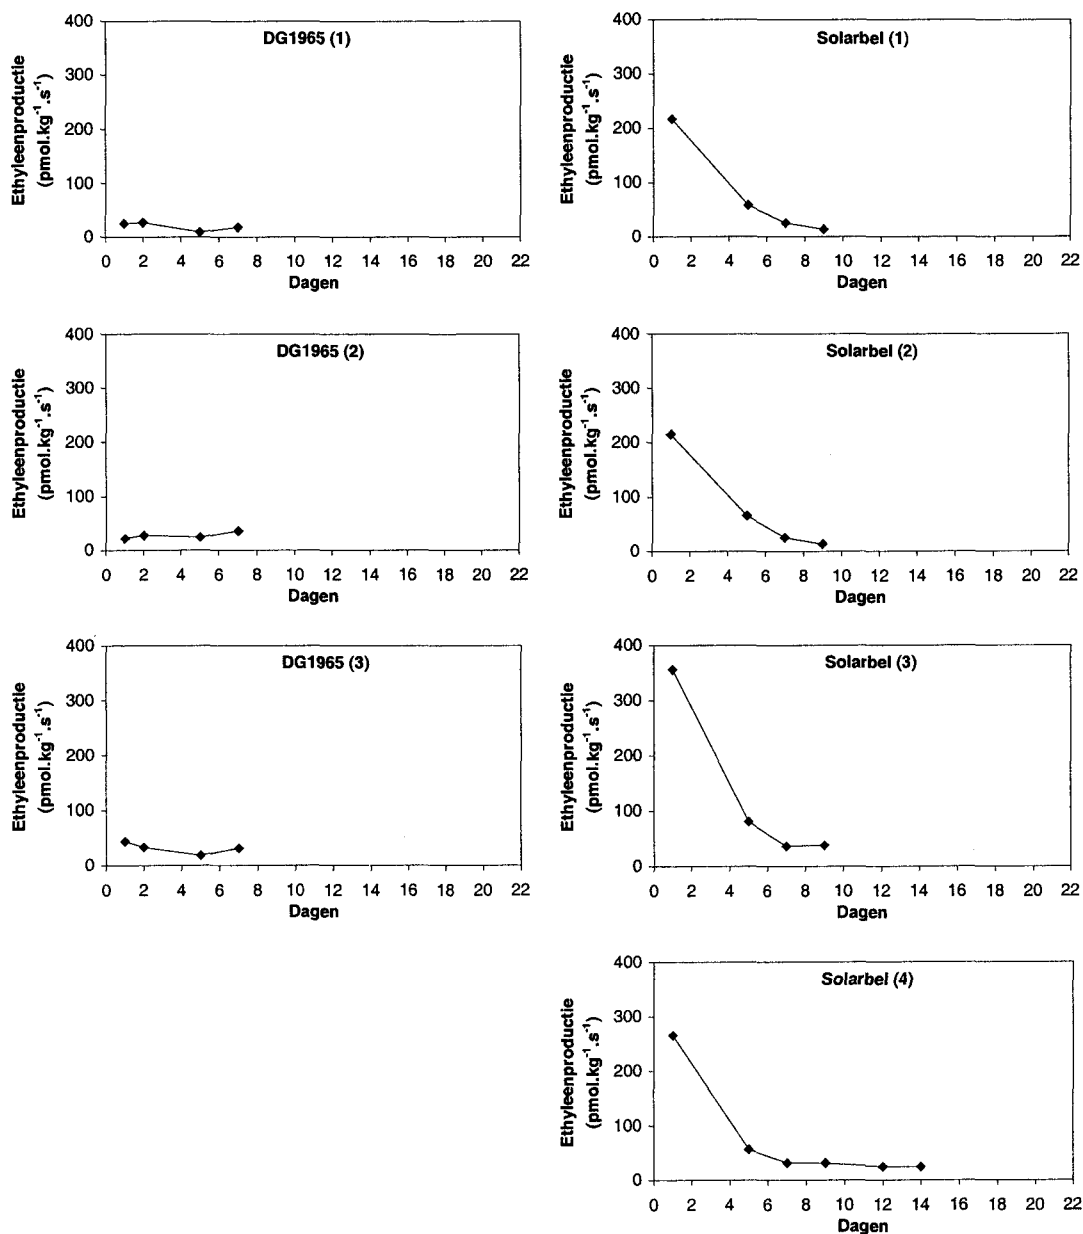 DG1965 (1)
Ethyleenproductie
(pmol.kg⁻¹.s⁻¹)
400
300
200
100
0
0 2 4 6 8 10 12 14 16 18 20 22
Dagen
Solarbel (1)
Ethyleenproductie
(pmol.kg⁻¹.s⁻¹)
400
300
200
100
0
0 2 4 6 8 10 12 14 16 18 20 22
Dagen
DG1965 (2)
Ethyleenproductie
(pmol.kg⁻¹.s⁻¹)
400
300
200
100
0
0 2 4 6 8 10 12 14 16 18 20 22
Dagen
Solarbel (2)
Ethyleenproductie
(pmol.kg⁻¹.s⁻¹)
400
300
200
100
0
0 2 4 6 8 10 12 14 16 18 20 22
Dagen
DG1965 (3)
Ethyleenproductie
(pmol.kg⁻¹.s⁻¹)
400
300
200
100
0
0 2 4 6 8 10 12 14 16 18 20 22
Dagen
Solarbel (3)
Ethyleenproductie
(pmol.kg⁻¹.s⁻¹)
400
300
200
100
0
0 2 4 6 8 10 12 14 16 18 20 22
Dagen
Solarbel (4)
Ethyleenproductie
(pmol.kg⁻¹.s⁻¹)
400
300
200
100
0
0 2 4 6 8 10 12 14 16 18 20 22
Dagen